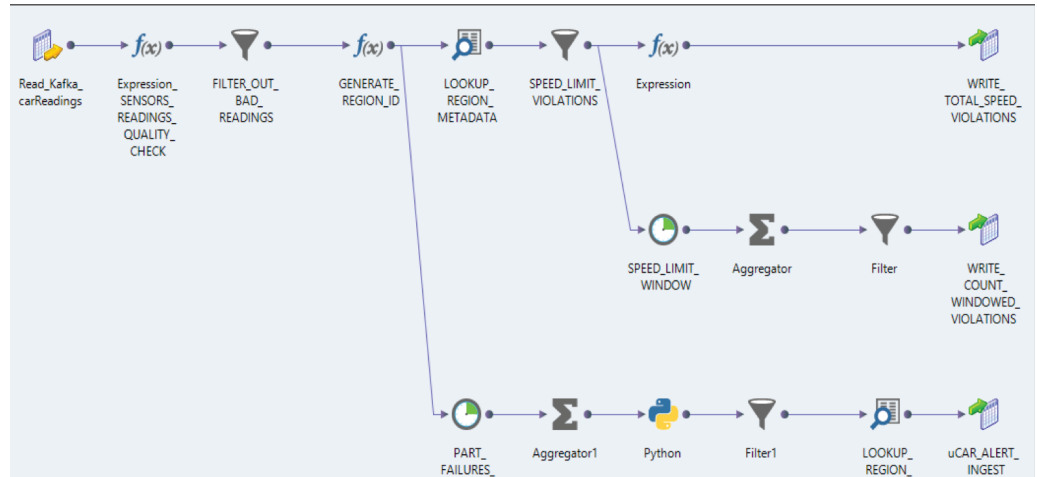 f(x)
f(x)
f(x)
Read_Kafka_
carReadings
Expression_
SENSORS_
READINGS_
QUALITY_
CHECK
FILTER_OUT_
BAD_
READINGS
GENERATE_
REGION_ID
LOOKUP_
REGION_
METADATA
SPEED_LIMIT_
VIOLATIONS
Expression
WRITE_
TOTAL_SPEED_
VIOLATIONS
Σ
SPEED_LIMIT_
WINDOW
Aggregator
Filter
WRITE_
COUNT_
WINDOWED_
VIOLATIONS
Σ
PART_
FAILURES_
Aggregator1
Python
Filter1
LOOKUP_
REGION_
uCAR_ALERT_
INGEST